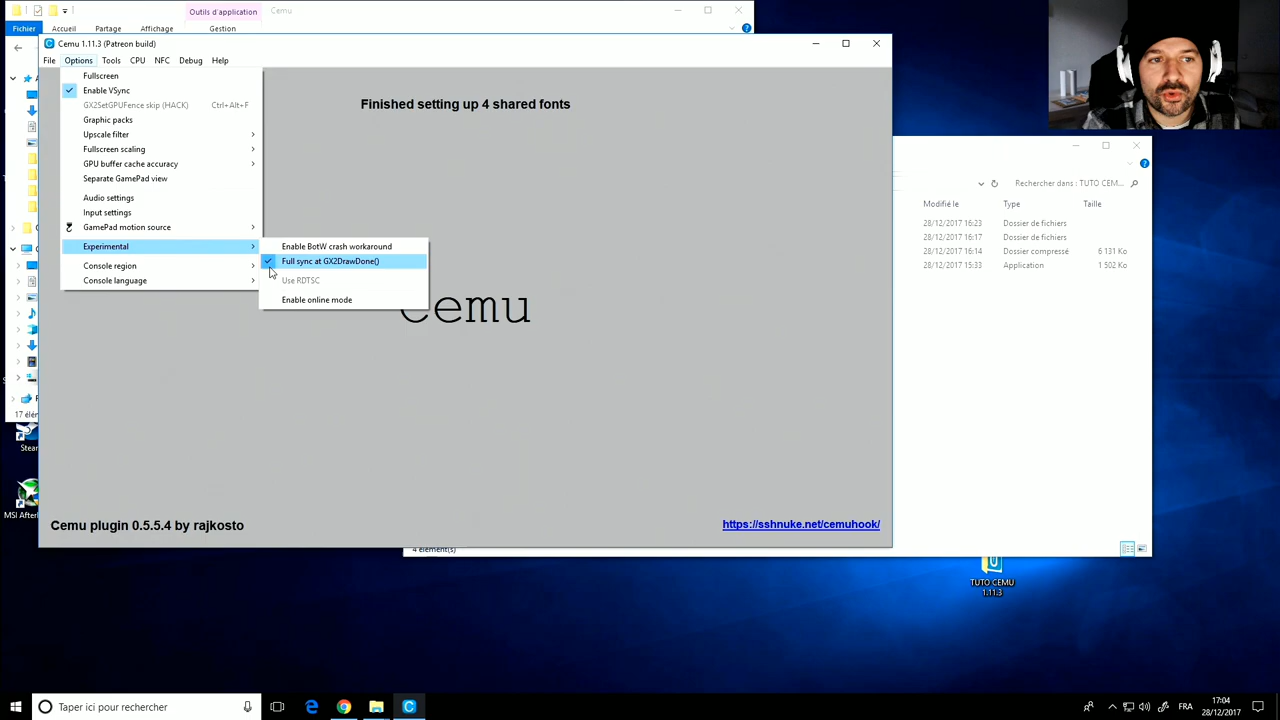 Outils d'application
Cemu
Fichier
Accueil
Partage
Affichage
Gestion
Cemu 1.11.3 (Patreon build)
File
Options
Tools
CPU
NFC
Debug
Help
Fullscreen
Enable VSync
GX2SetGPUFence skip (HACK)
Ctrl+Alt+F
Graphic packs
Upscale filter
Fullscreen scaling
GPU buffer cache accuracy
Separate GamePad view
Audio settings
Input settings
GamePad motion source
Experimental
Console region
Console language
Enable BotW crash workaround
Full sync at GX2DrawDone()
Use RDTSC
Enable online mode
Finished setting up 4 shared fonts
Cemu
Cemu plugin 0.5.5.4 by rajkosto
https://sshnuke.net/cemuhook/
Rechercher dans : TUTO CEM...
Modifié le
Type
Taille
28/12/2017 16:23
Dossier de fichiers
28/12/2017 16:17
Dossier de fichiers
28/12/2017 16:14
Dossier compressé
6 131 Ko
28/12/2017 15:33
Application
1 502 Ko
17 élém
4 élément(s)
Steam
MSI Afterb
TUTO CEMU
1.11.3
Taper ici pour rechercher
FRA
17:04
28/12/2017